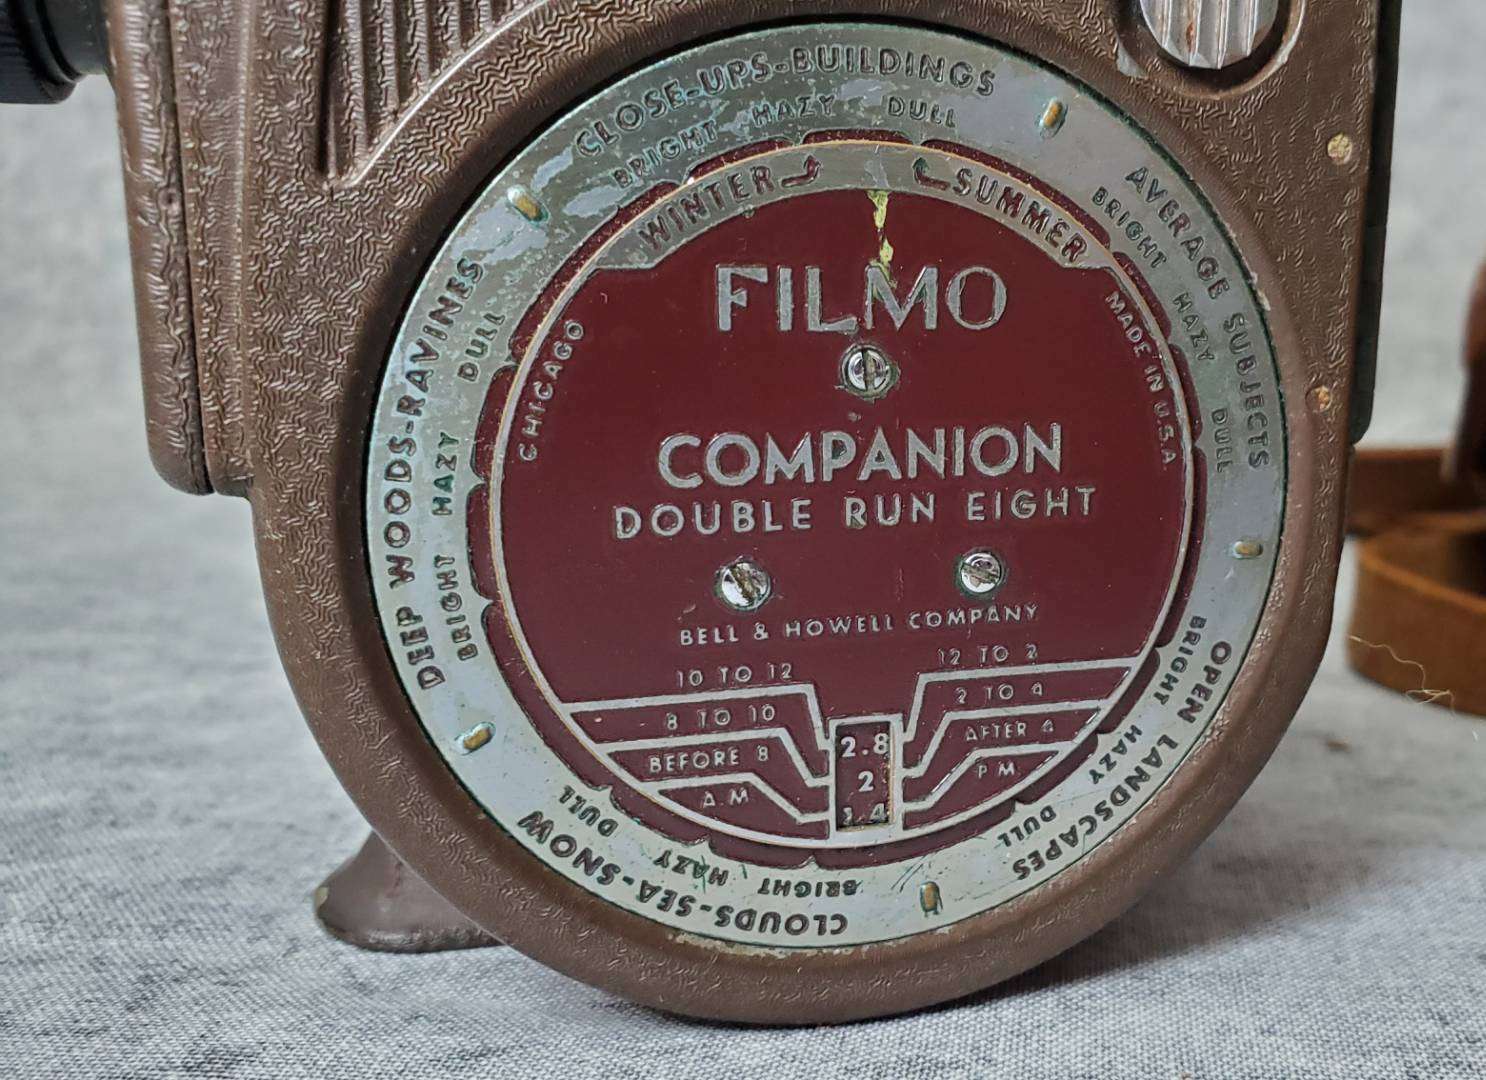 CLOSE-UPS-BUILDINGS
BRIGHT HAZY DULL
AVERAGE SUBJECTS
BRIGHT HAZY DULL
OPEN LANDSCAPES
BRIGHT HAZY DULL
CLOUDS-SEA-SNOW
BRIGHT HAZY DULL
DEEP WOODS-RAVINES
BRIGHT HAZY DULL
WINTER SUMMER
CHICAGO
MADE IN U.S.A.
FILMO
COMPANION
DOUBLE RUN EIGHT
BELL & HOWELL COMPANY
10 TO 12
8 TO 10
BEFORE 8
A.M
12 TO 2
2 TO 4
AFTER 4
P M
2.8
2
1.4